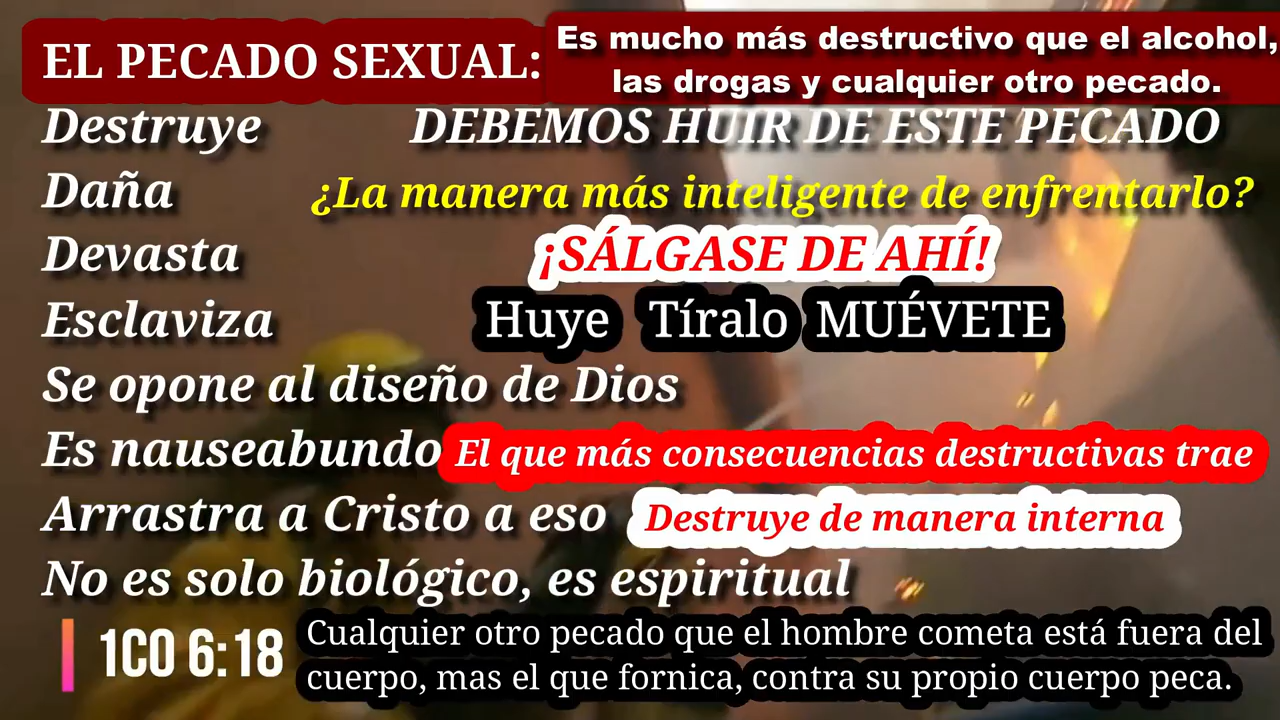 EL PECADO SEXUAL:
Es mucho más destructivo que el alcohol,
las drogas y cualquier otro pecado.
Destruye
DEBEMOS HUIR DE ESTE PECADO
Daña
¿La manera más inteligente de enfrentarlo?
Devasta
¡SÁLGASE DE AHÍ!
Esclaviza
Huye Tíralo MUÉVETE
Se opone al diseño de Dios
Es nauseabundo
El que más consecuencias destructivas trae
Arrastra a Cristo a eso
Destruye de manera interna
No es solo biológico, es espiritual
1CO 6:18
Cualquier otro pecado que el hombre cometa está fuera del
cuerpo, mas el que fornica, contra su propio cuerpo peca.